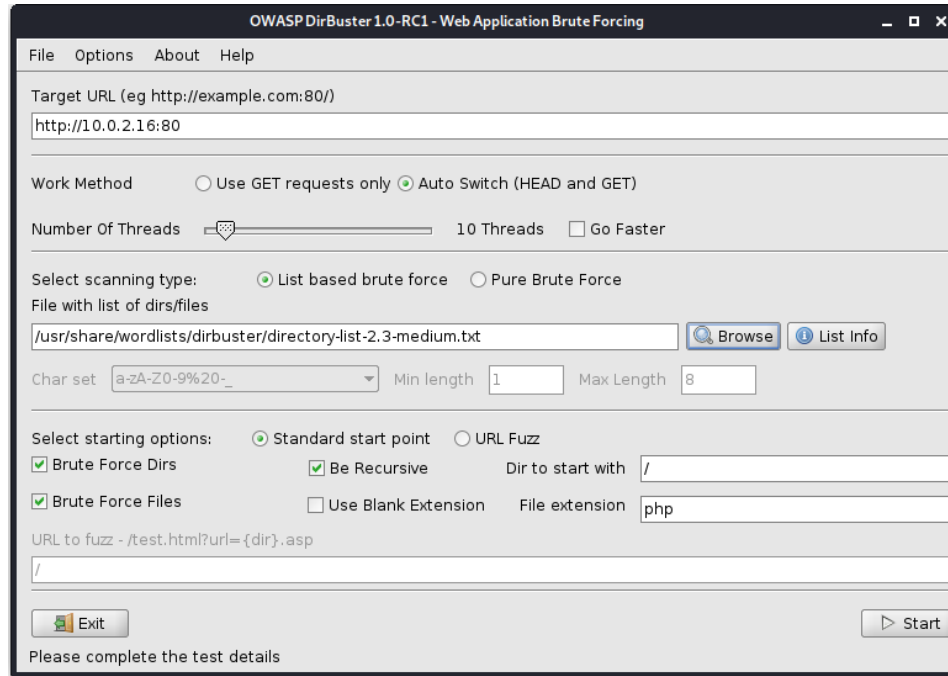 OWASP DirBuster 1.0-RC1 - Web Application Brute Forcing
File Options About Help
Target URL (eg http://example.com:80/)
http://10.0.2.16:80
Work Method Use GET requests only Auto Switch (HEAD and GET)
Number Of Threads 10 Threads Go Faster
Select scanning type: List based brute force Pure Brute Force
File with list of dirs/files
/usr/share/wordlists/dirbuster/directory-list-2.3-medium.txt Browse List Info
Char set a-zA-Z0-9%20-_ Min length 1 Max Length 8
Select starting options: Standard start point URL Fuzz
Brute Force Dirs Be Recursive Dir to start with /
Brute Force Files Use Blank Extension File extension php
URL to fuzz - /test.html?url={dir}.asp
/
Exit Start
Please complete the test details